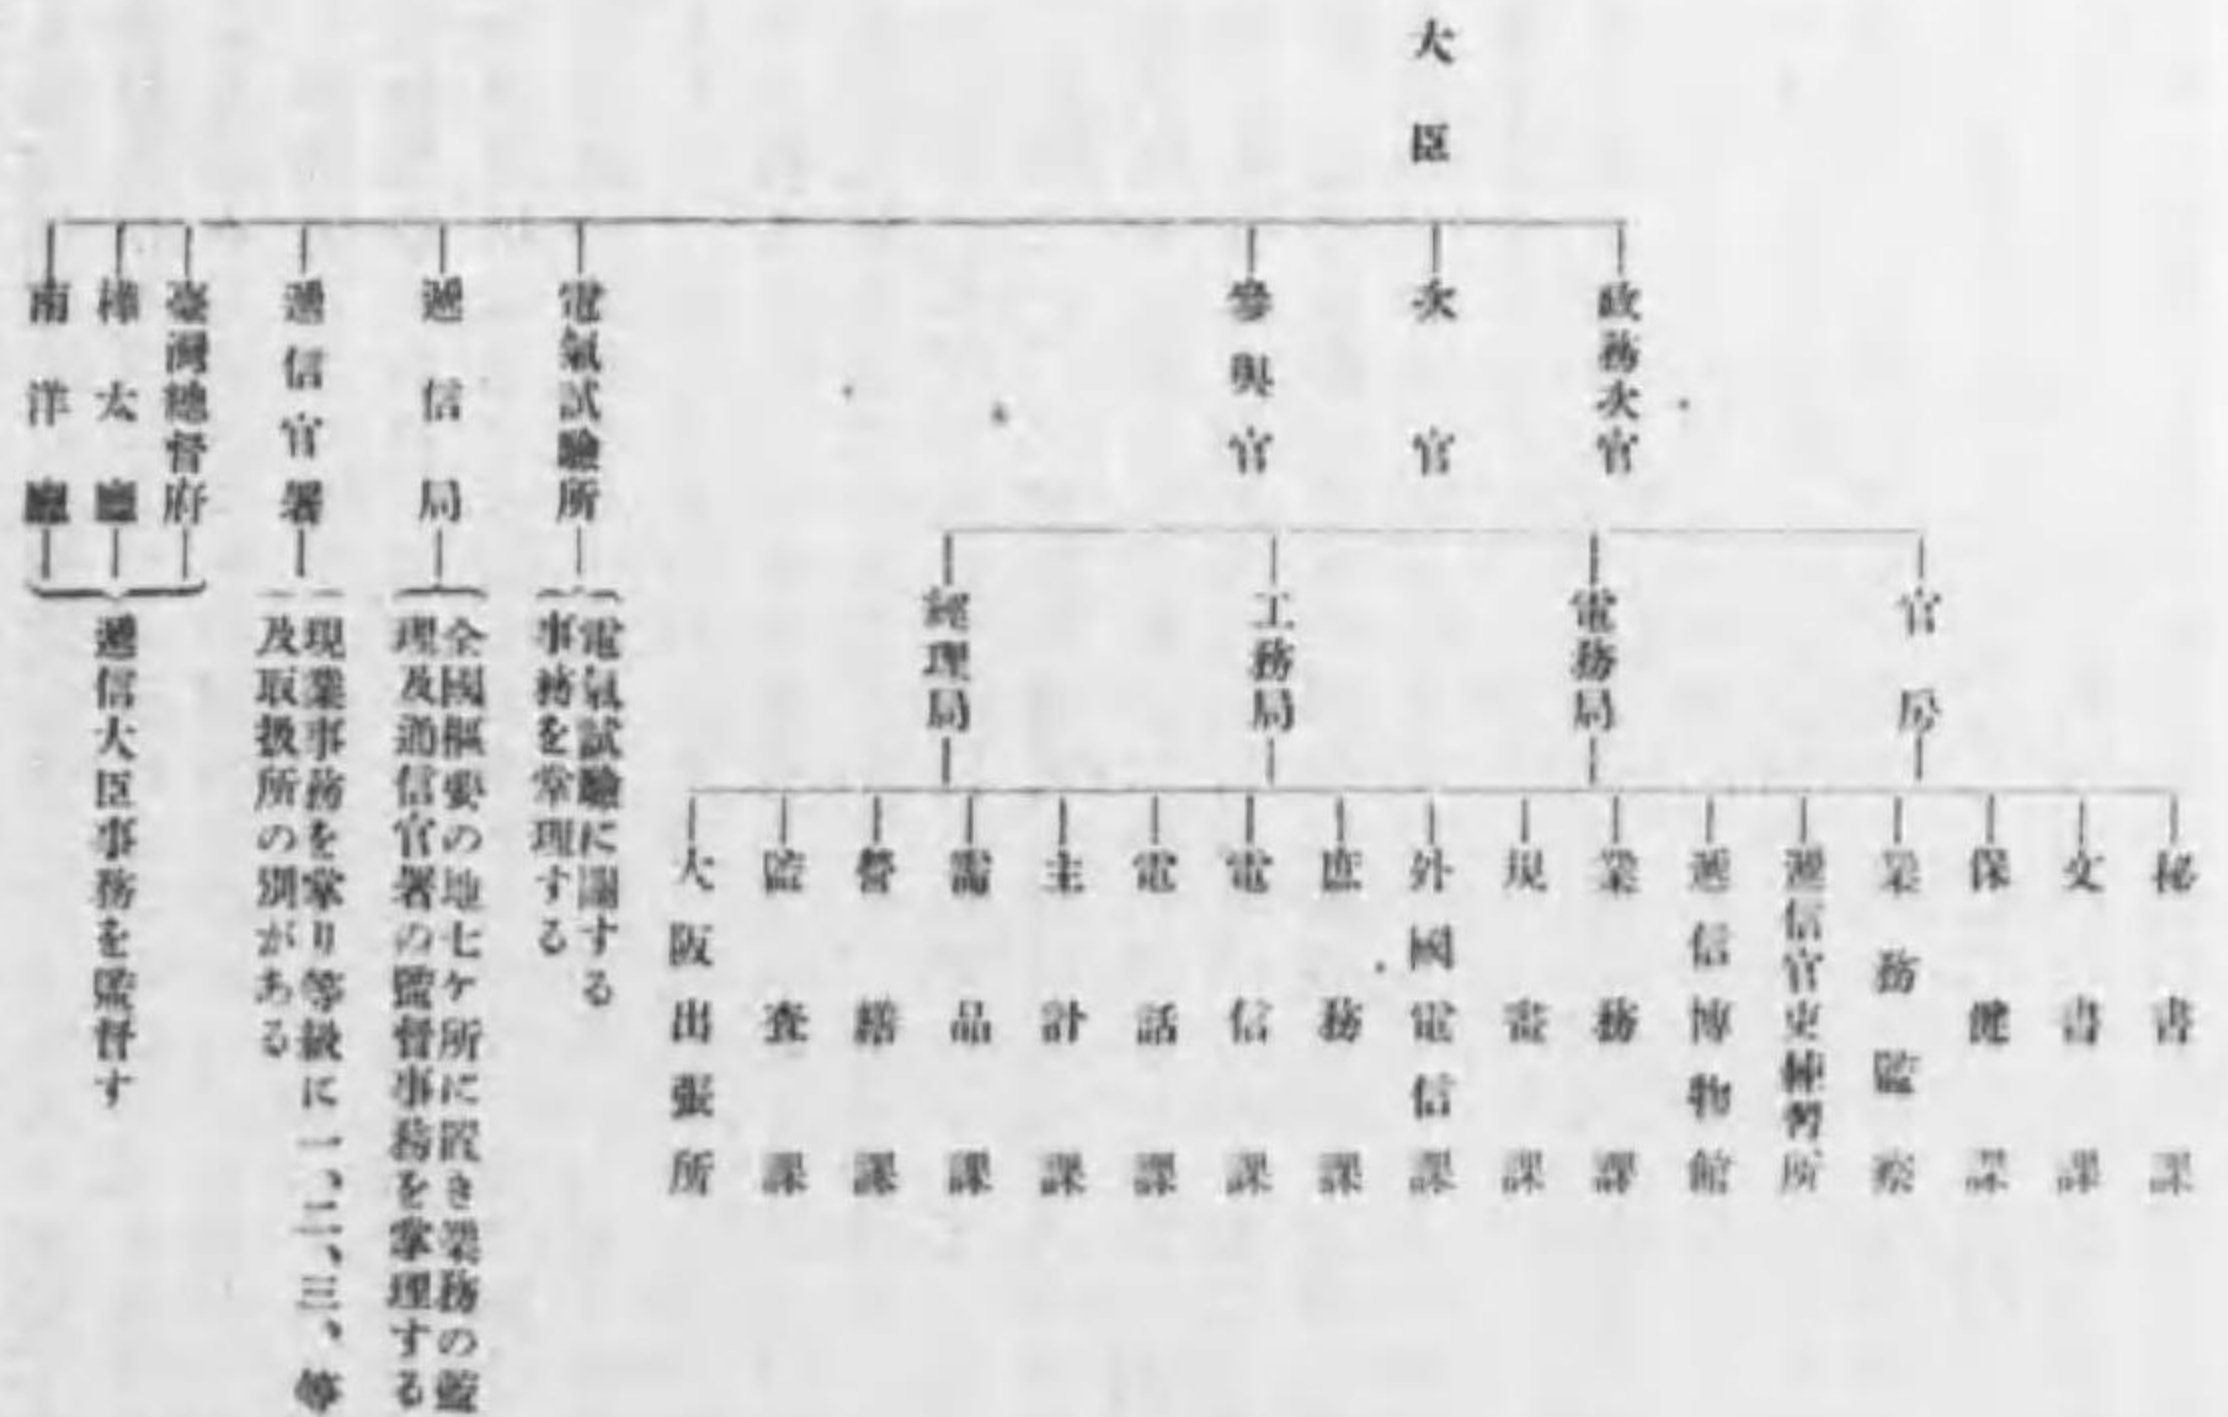 大臣
政務次官
次官
參與官
官房
電務局
工務局
經理局
秘書課
文書課
保健課
業務監察
遞信官吏練習所
遞信博物館
業務課
規畫課
外國電信課
庶務課
電信課
電話課
主計課
需品課
營繕課
監査課
大阪出張所
電氣試驗所
電氣試驗に關する
事務を掌理する
遞信局
全國樞要の地七ケ所に置き業務の監
理及遞信官署の監督事務を掌理する
遞信官署
現業事務を掌り等級に一、二、三、等
及取扱所の別がある
臺灣總督府
樺太廳
南洋廳
遞信大臣事務を監督す